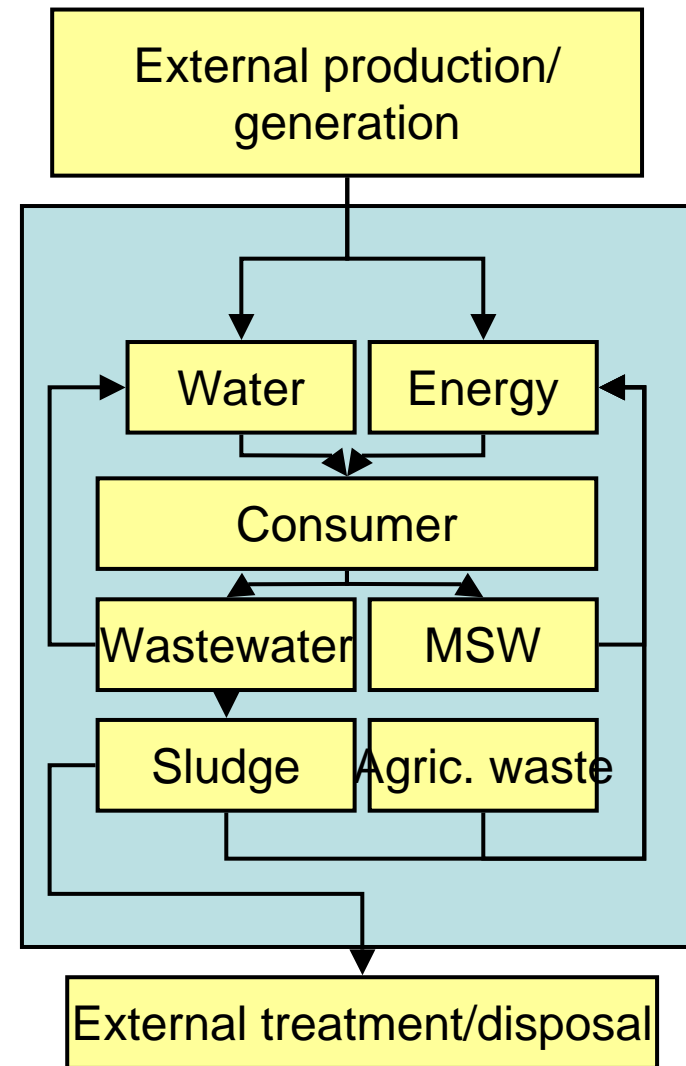 External production/
generation
Water
Energy
Consumer
Wastewater
MSW
Sludge
Agric. waste
External treatment/disposal